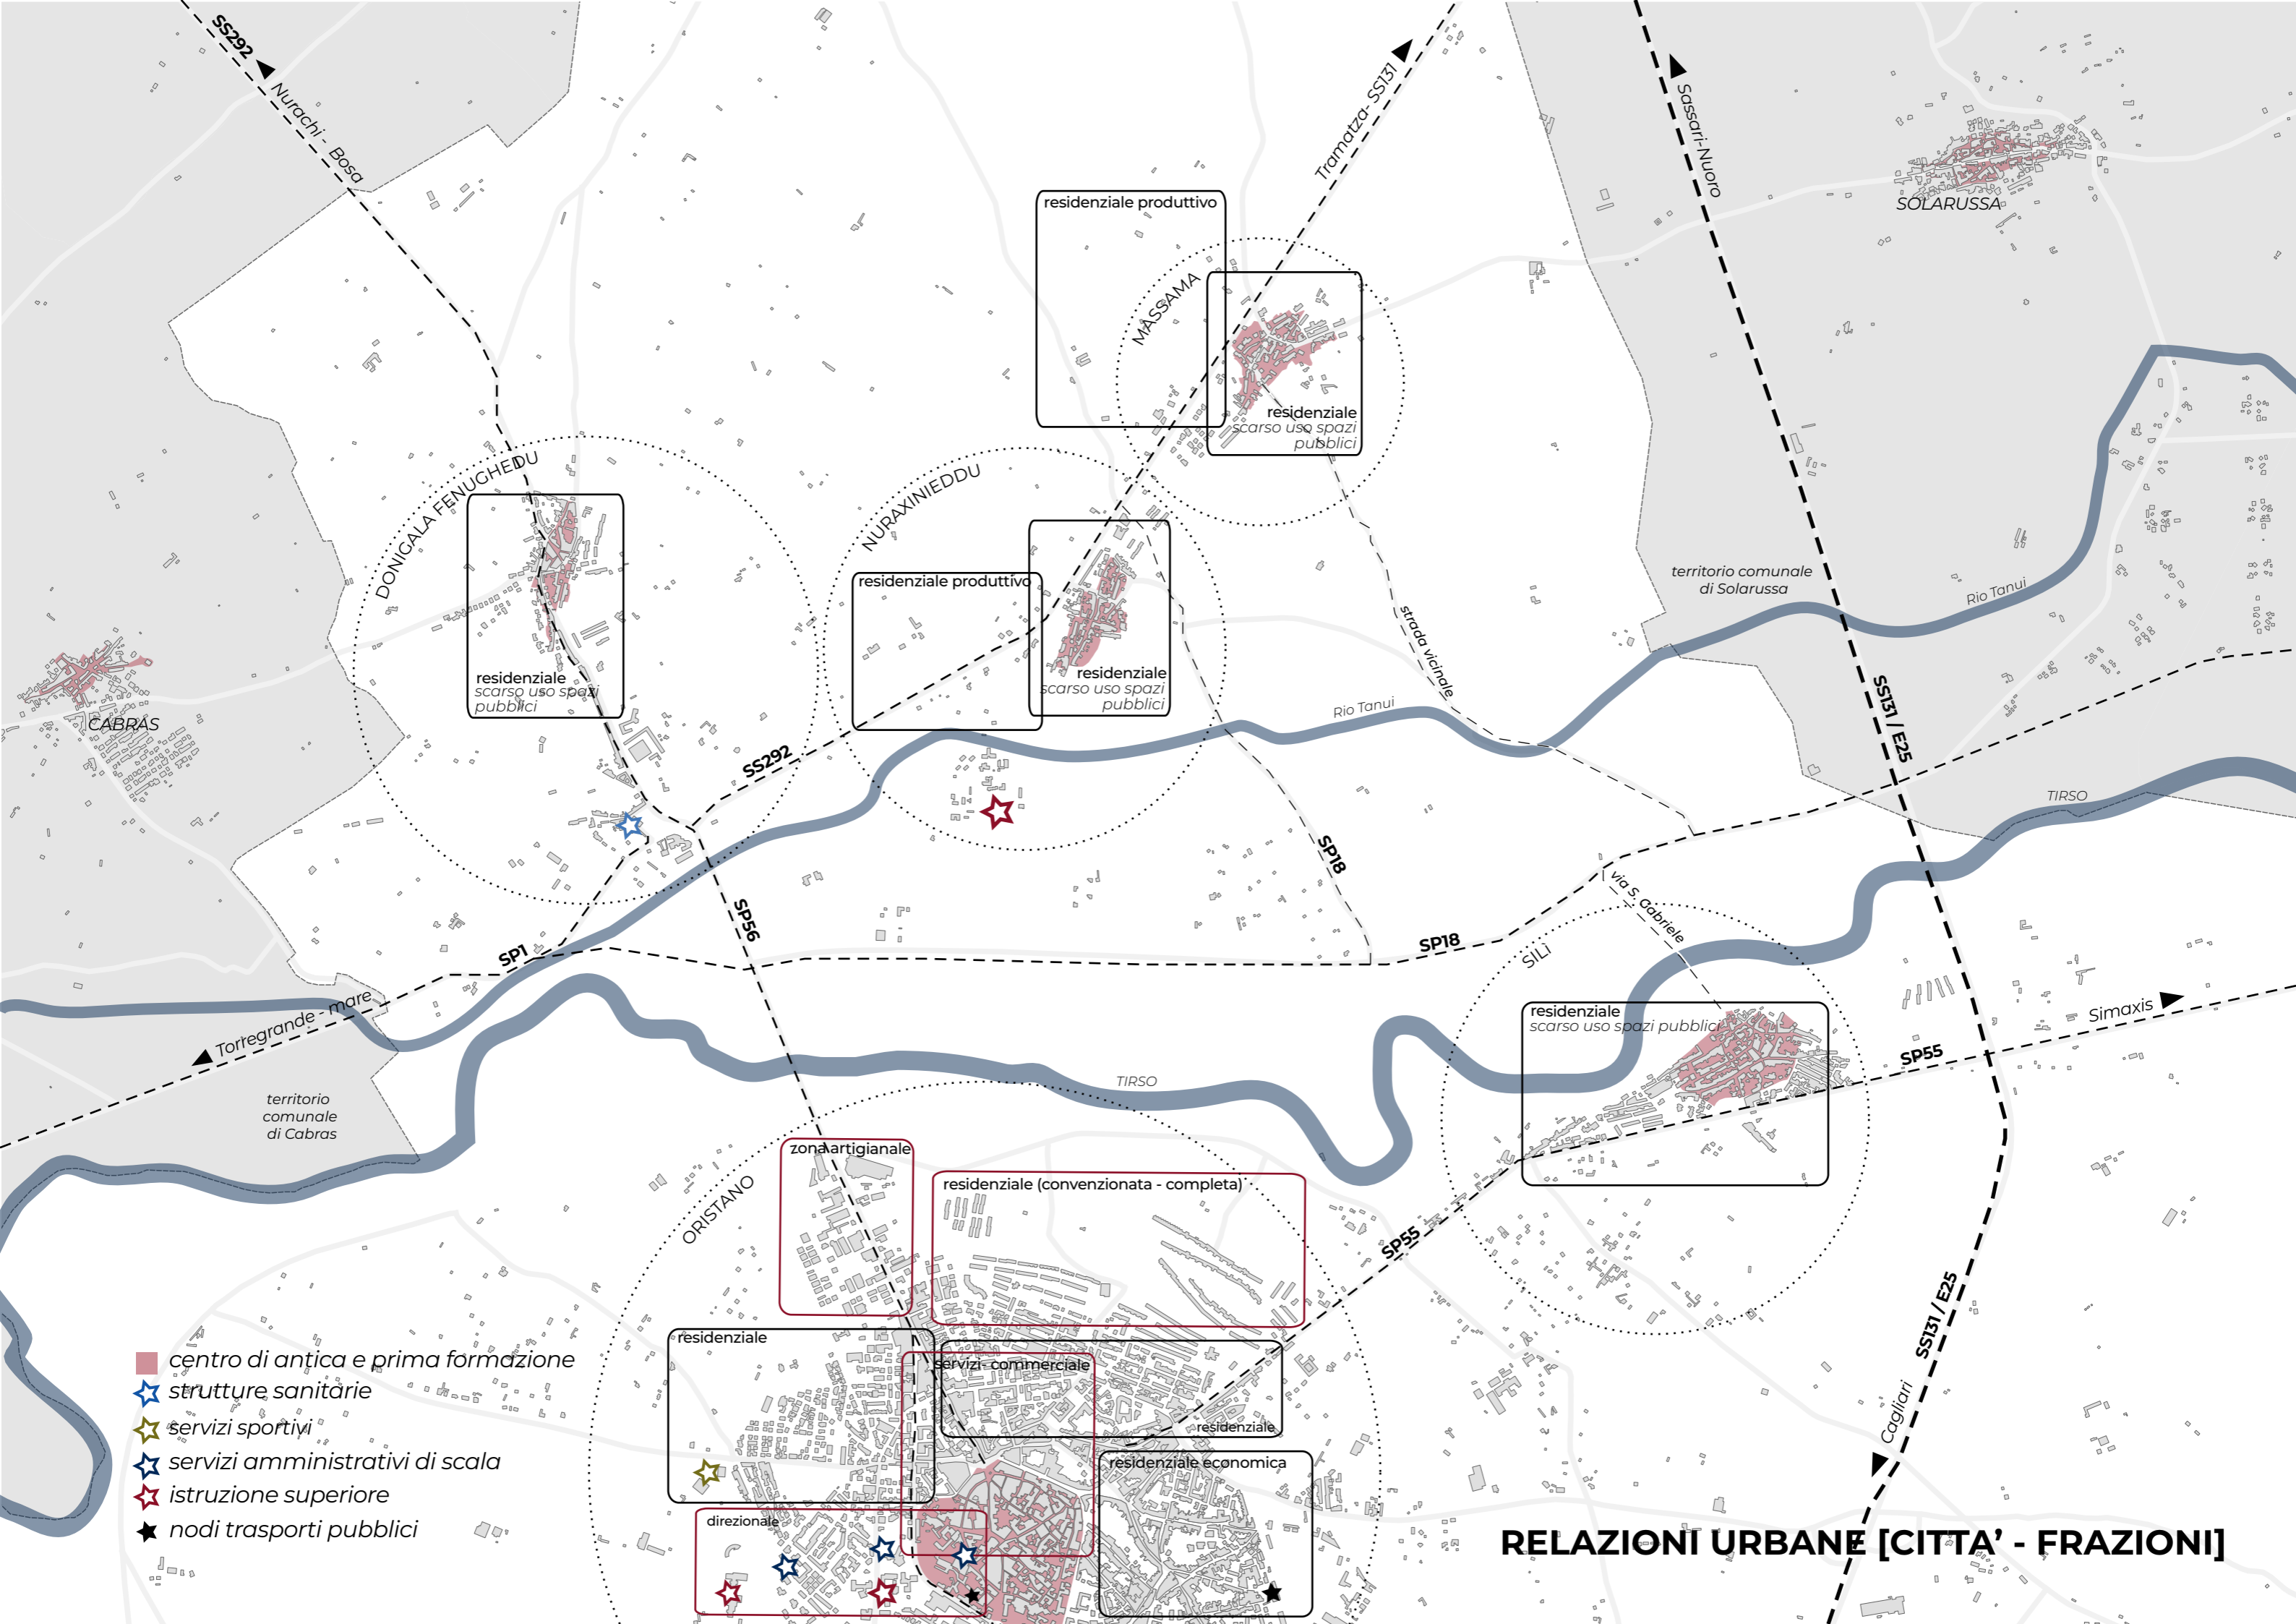 SS292
Nurachi - Bosa
Tramatza- SS131
Sassari-Nuoro
SOLARUSSA
residenziale produttivo
MASSAMA
residenziale
scarso uso spazi
pubblici
DONIGALA FENUGHEDU
residenziale
scarso uso spazi
pubblici
NURAXINIEDDU
residenziale produttivo
residenziale
scarso uso spazi
pubblici
strada vicinale
territorio comunale
di Solarussa
Rio Tanui
Rio Tanui
SS131 / E25
CABRAS
SS292
TIRSO
SP18
via S. Gabriele
SP56
SP1
SP18
SILÌ
Torregrande - mare
residenziale
scarso uso spazi pubblici
Simaxis
SP55
TIRSO
territorio
comunale
di Cabras
zona artigianale
residenziale (convenzionata - completa)
ORISTANO
SP55
SS131 / E25
Cagliari
residenziale
servizi- commerciale
residenziale
residenziale economica
direzionale
centro di antica e prima formazione
strutture sanitarie
servizi sportivi
servizi amministrativi di scala
istruzione superiore
nodi trasporti pubblici
RELAZIONI URBANE [CITTA’ - FRAZIONI]